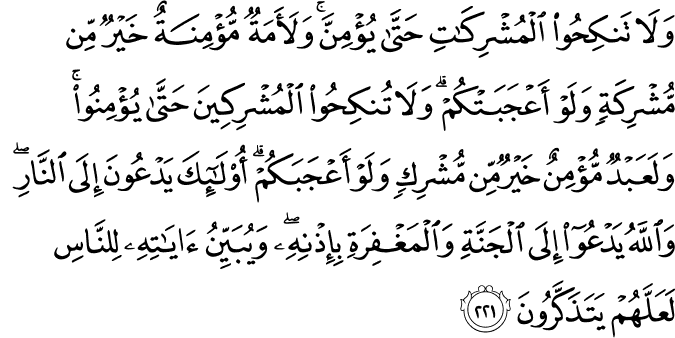 وَلَا تَنكِحُوا۟ ٱلْمُشْرِكَـٰتِ حَتَّىٰ يُؤْمِنَّ ۚ وَلَأَمَةٌ مُّؤْمِنَةٌ خَيْرٌ مِّن
مُّشْرِكَةٍ وَلَوْ أَعْجَبَتْكُمْ ۗ وَلَا تُنكِحُوا۟ ٱلْمُشْرِكِينَ حَتَّىٰ يُؤْمِنُوا۟ ۚ
وَلَعَبْدٌ مُّؤْمِنٌ خَيْرٌ مِّن مُّشْرِكٍ وَلَوْ أَعْجَبَكُمْ ۗ أُو۟لَـٰٓئِكَ يَدْعُونَ إِلَى ٱلنَّارِ ۖ
وَٱللَّهُ يَدْعُوٓا۟ إِلَى ٱلْجَنَّةِ وَٱلْمَغْفِرَةِ بِإِذْنِهِۦ ۖ وَيُبَيِّنُ ءَايَـٰتِهِۦ لِلنَّاسِ
لَعَلَّهُمْ يَتَذَكَّرُونَ ۝٢٢١